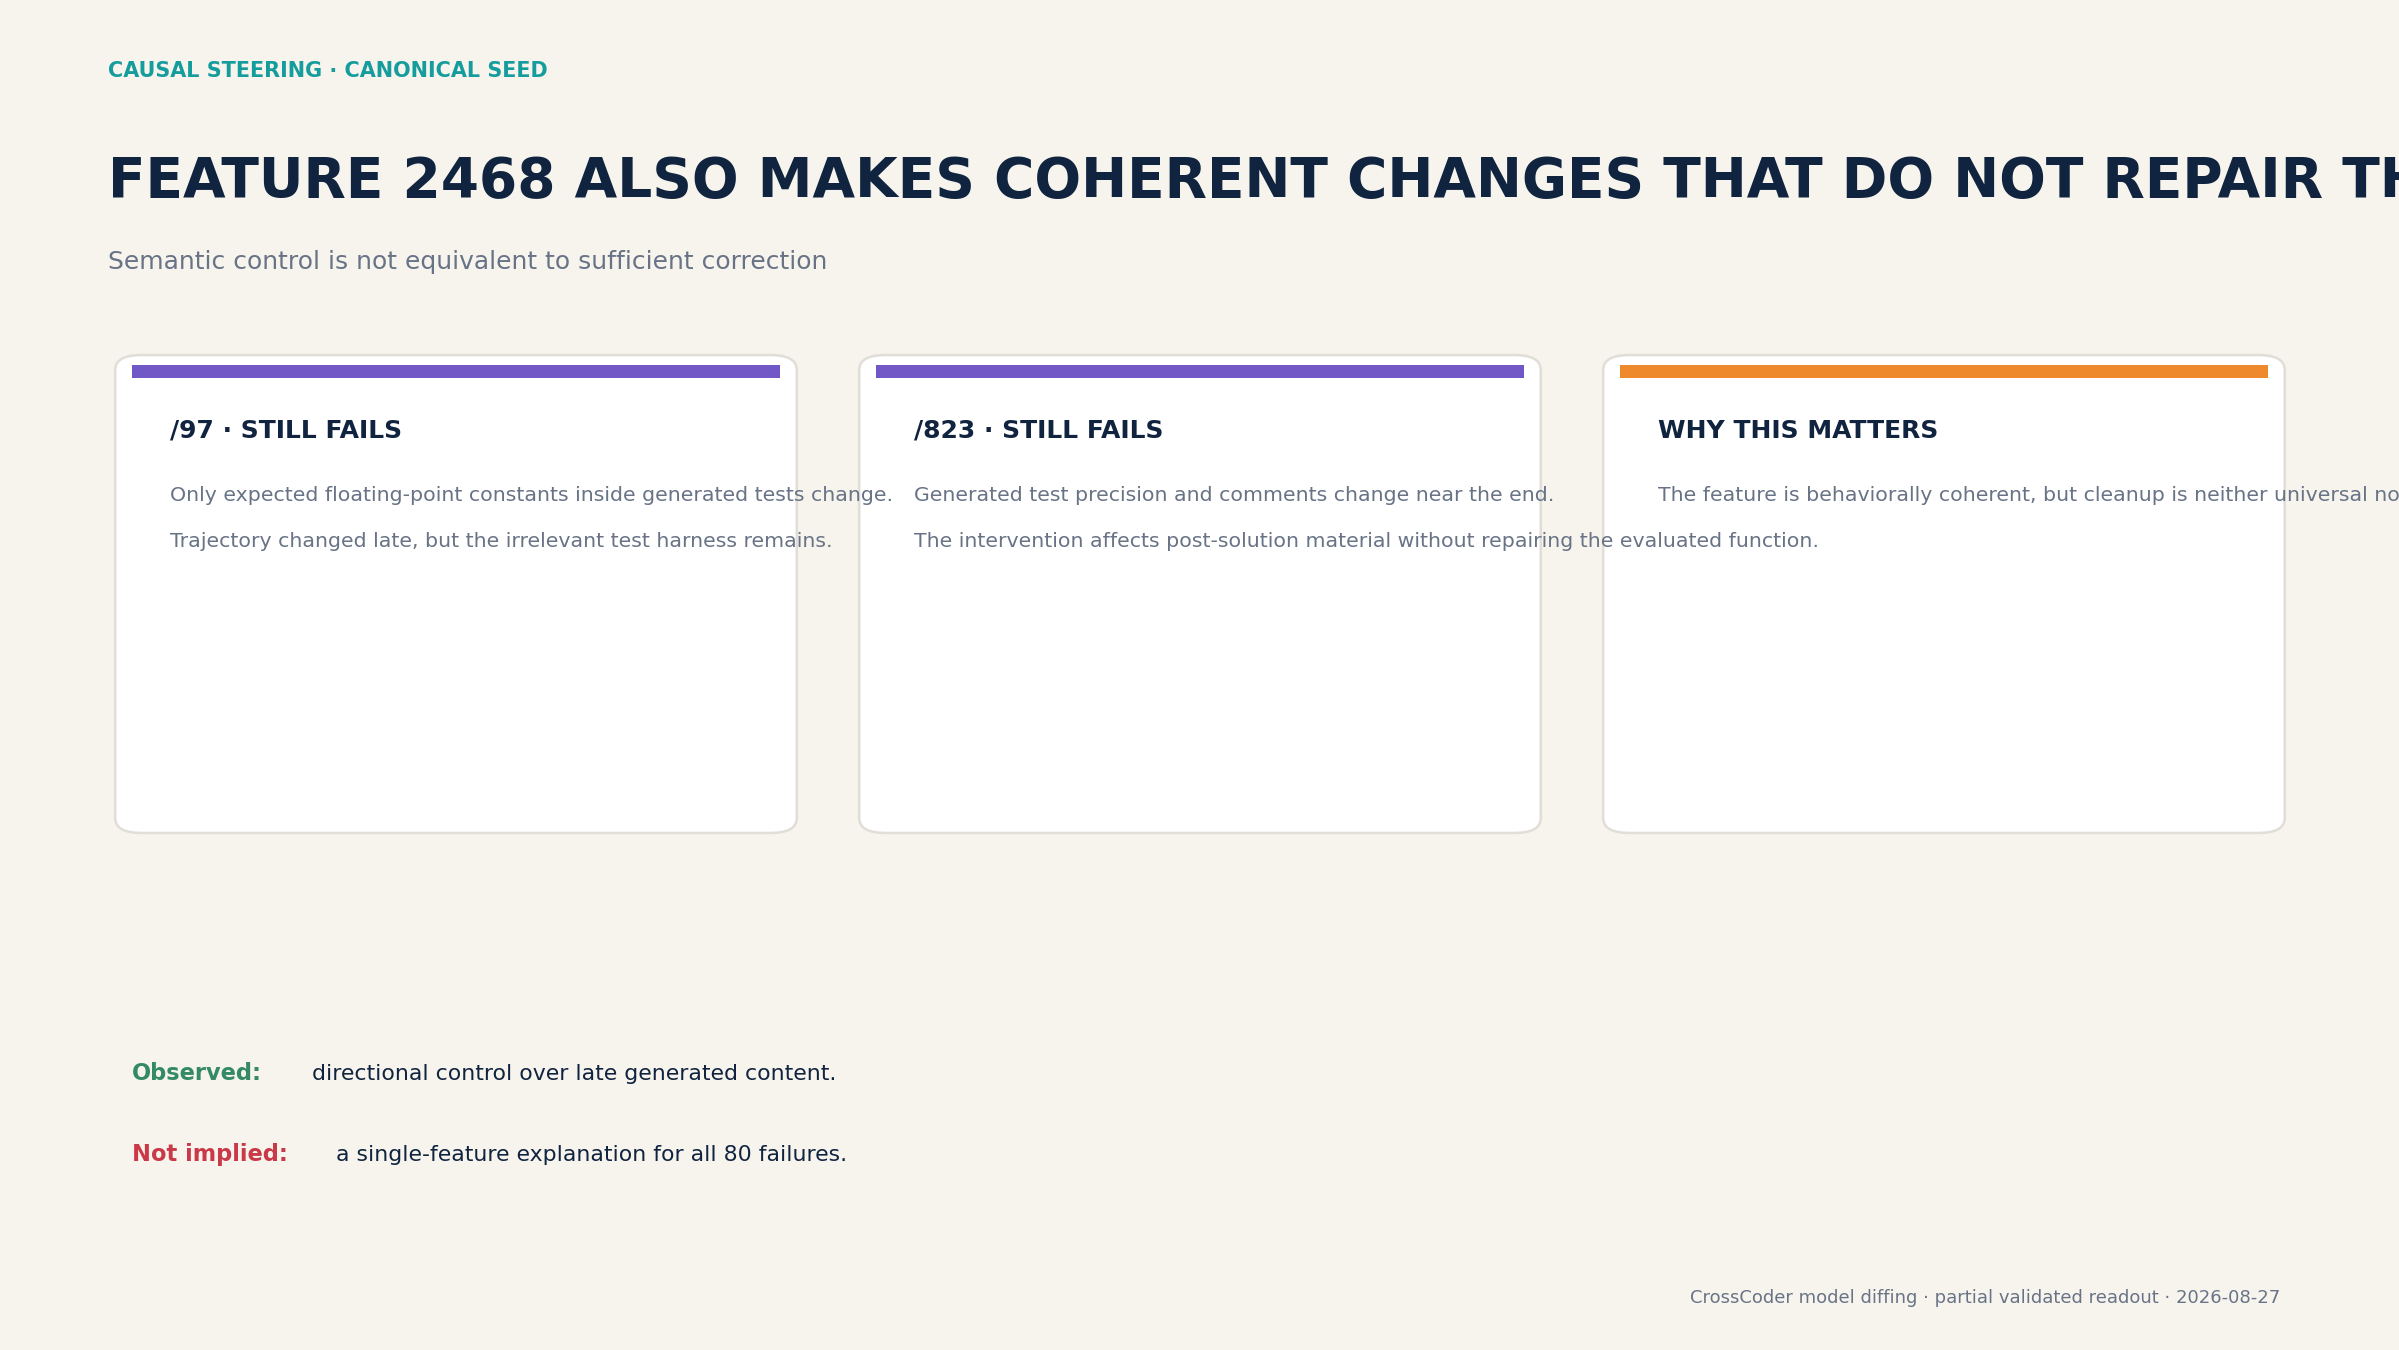 CAUSAL STEERING · CANONICAL SEED
FEATURE 2468 ALSO MAKES COHERENT CHANGES THAT DO NOT REPAIR TH
Semantic control is not equivalent to sufficient correction
/97 · STILL FAILS
Only expected floating-point constants inside generated tests change.
Trajectory changed late, but the irrelevant test harness remains.
/823 · STILL FAILS
Generated test precision and comments change near the end.
The intervention affects post-solution material without repairing the evaluated function.
WHY THIS MATTERS
The feature is behaviorally coherent, but cleanup is neither universal no
Observed: directional control over late generated content.
Not implied: a single-feature explanation for all 80 failures.
CrossCoder model diffing · partial validated readout · 2026-08-27